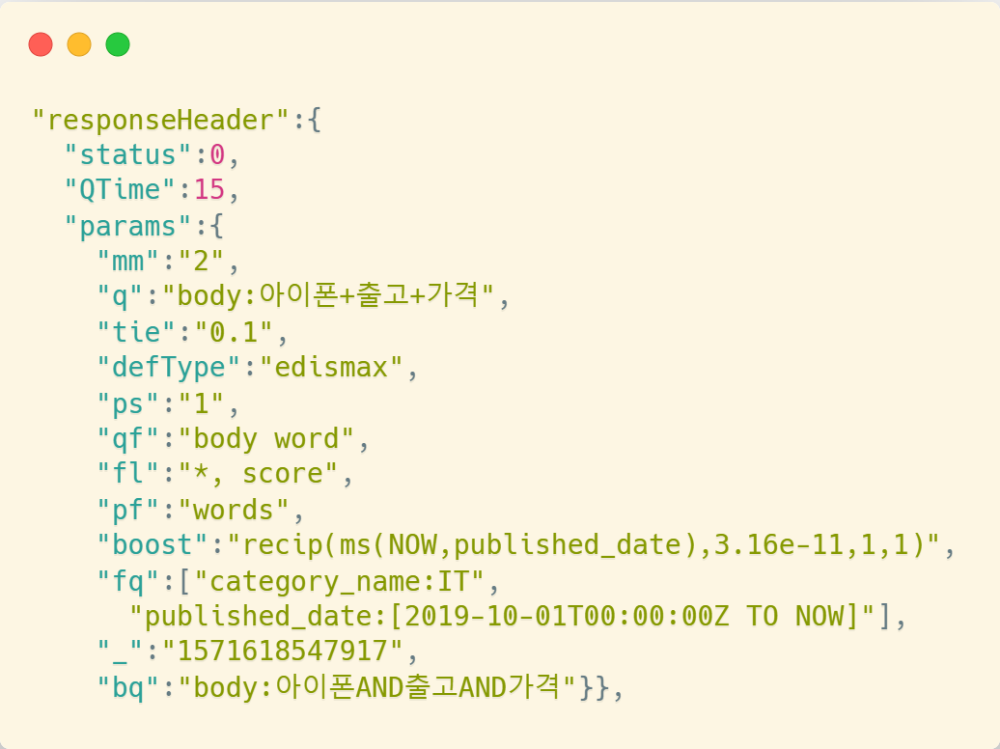 "responseHeader":{
"status":0,
"QTime":15,
"params":{
"mm":"2",
"q":"body:아이폰+출고+가격",
"tie":"0.1",
"defType":"edismax",
"ps":"1",
"qf":"body word",
"fl":"*, score",
"pf":"words",
"boost":"recip(ms(NOW,published_date),3.16e-11,1,1)",
"fq":["category_name:IT",
"published_date:[2019-10-01T00:00:00Z TO NOW]"],
"_":"1571618547917",
"bq":"body:아이폰AND출고AND가격"}},